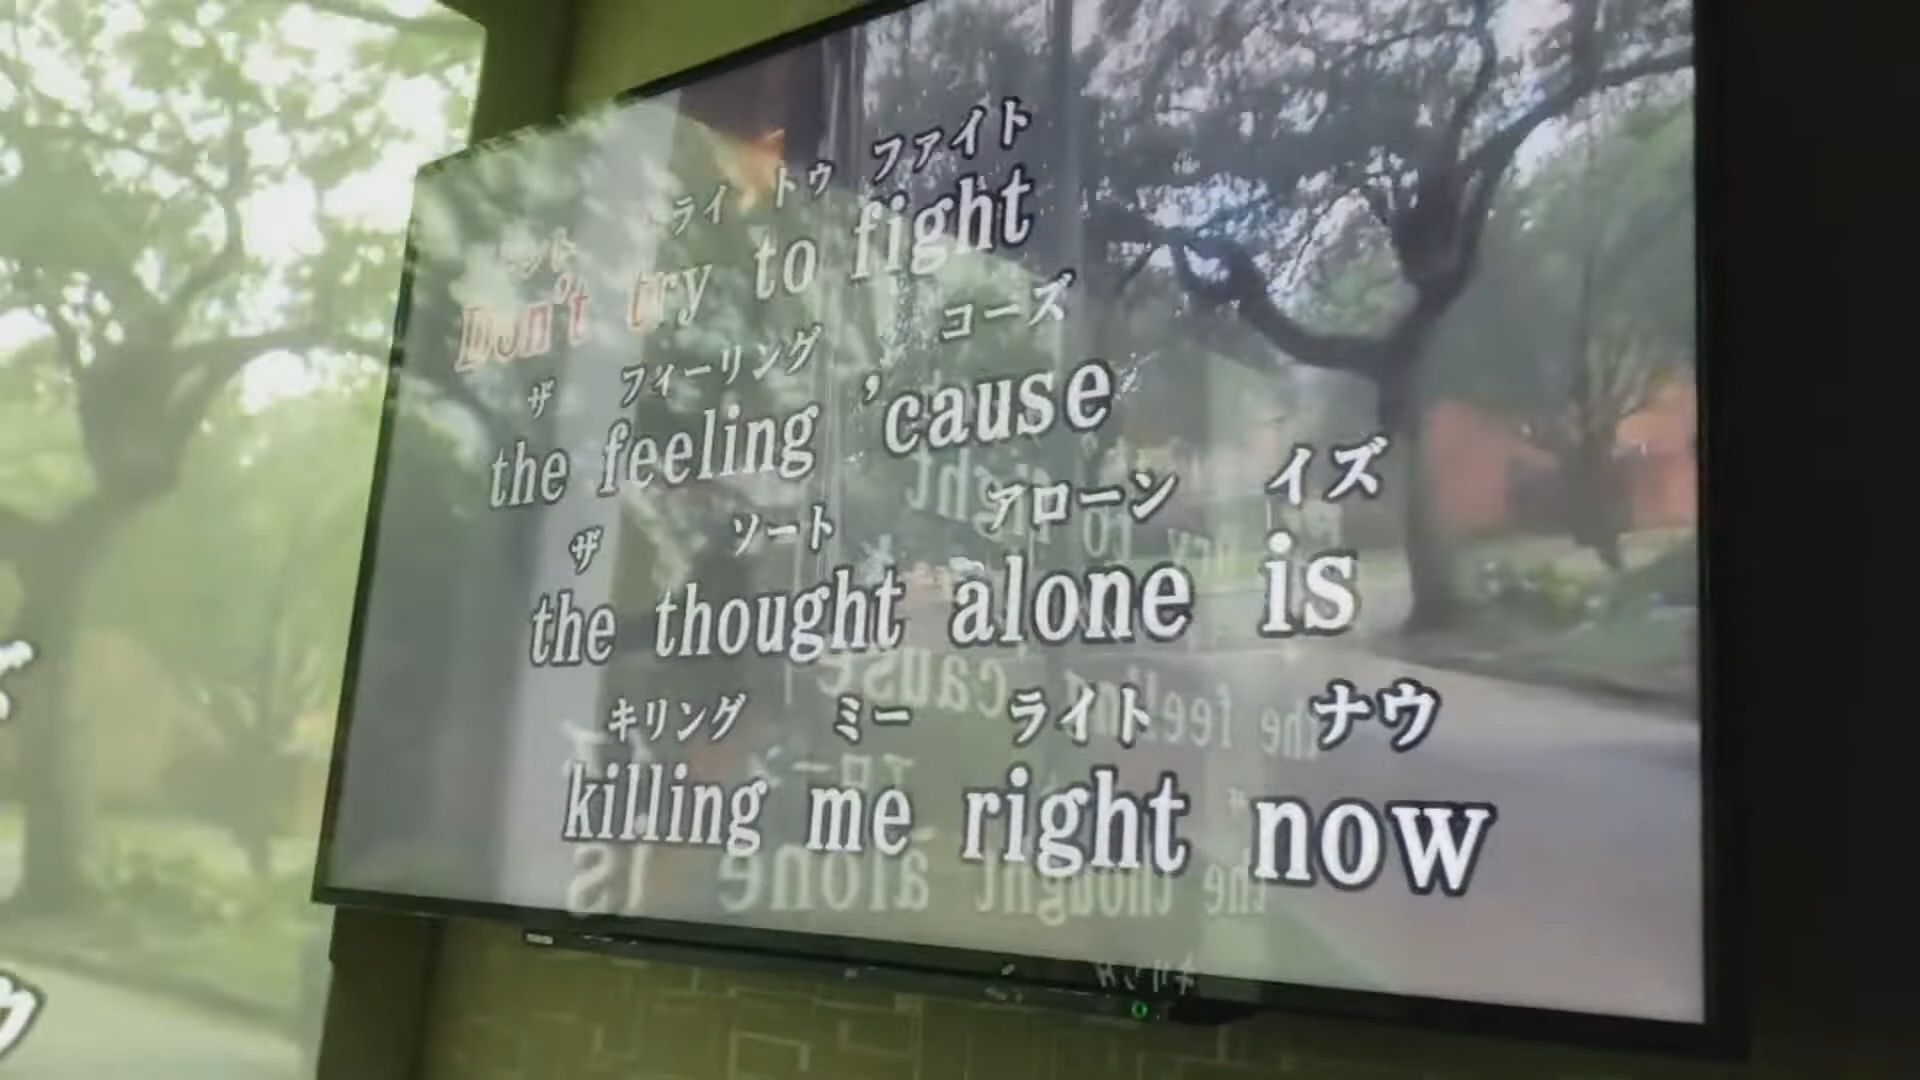 ライ トゥ ファイト
Don't try to fight
ザ フィーリング コーズ
the feeling 'cause
ザ ソート アローン イズ
the thought alone is
キリング ミー ライト ナウ
killing me right now